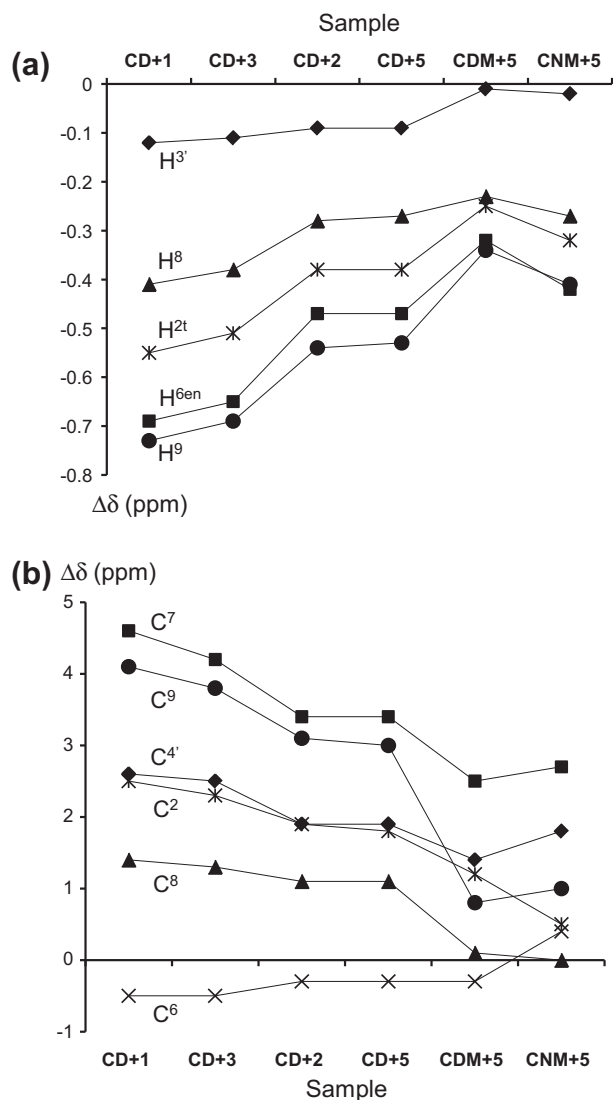 Sample
(a) CD+1 CD+3 CD+2 CD+5 CDM+5 CNM+5
0
-0.1
H3'
-0.2
-0.3
H8
-0.4
-0.5
H2t
-0.6
H6en
-0.7
H9
-0.8
Δδ (ppm)
(b) Δδ (ppm)
5
C7
4
C9
3
C4'
C2
2
C8
1
0
C6
-1
CD+1 CD+3 CD+2 CD+5 CDM+5 CNM+5
Sample